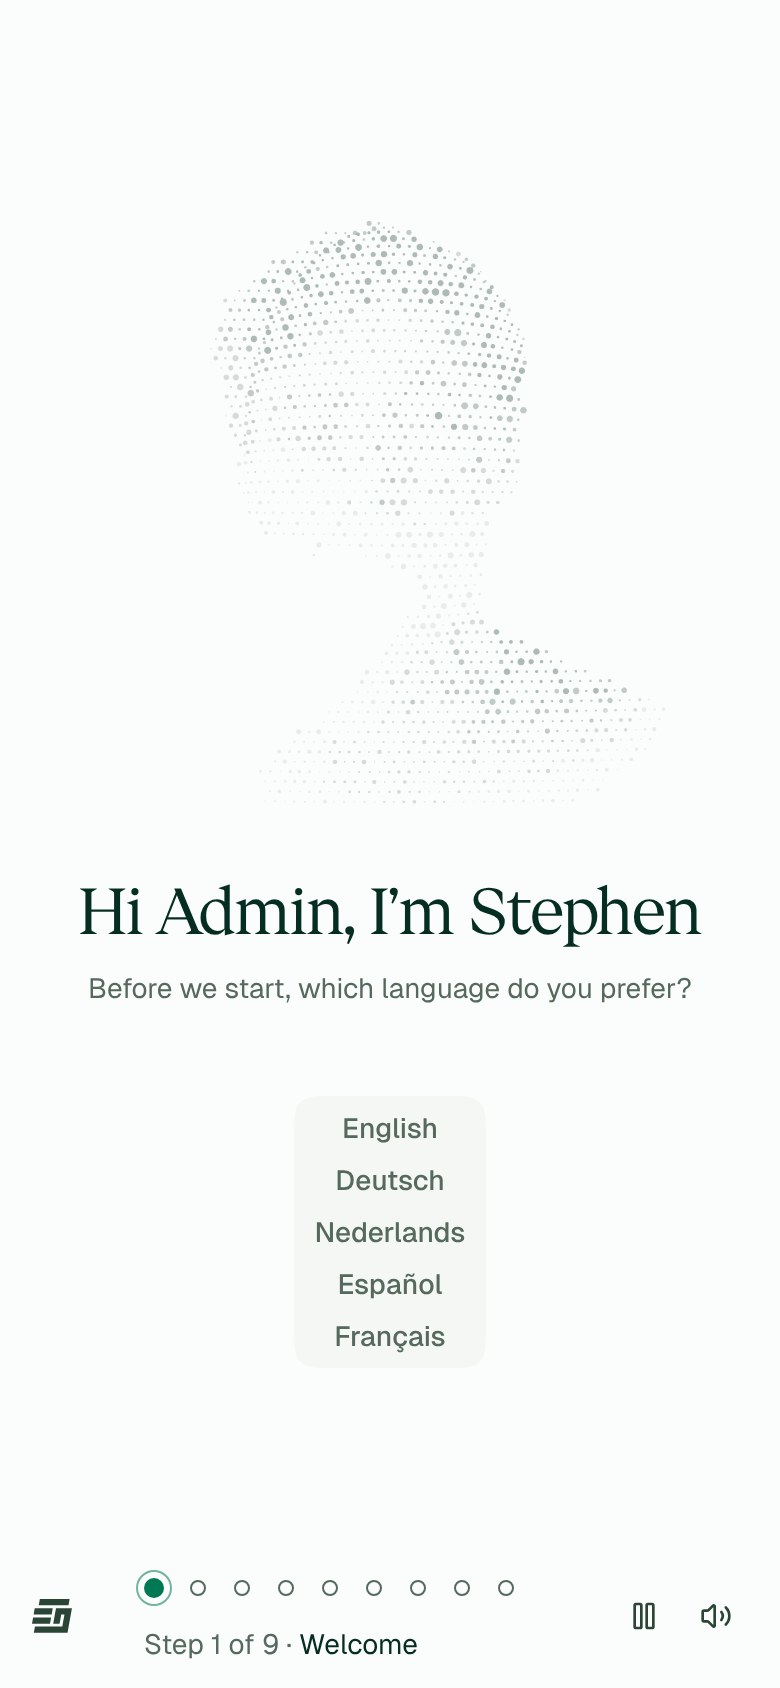 Hi Admin, I’m Stephen
Before we start, which language do you prefer?
English
Deutsch
Nederlands
Español
Français
Step 1 of 9 · Welcome